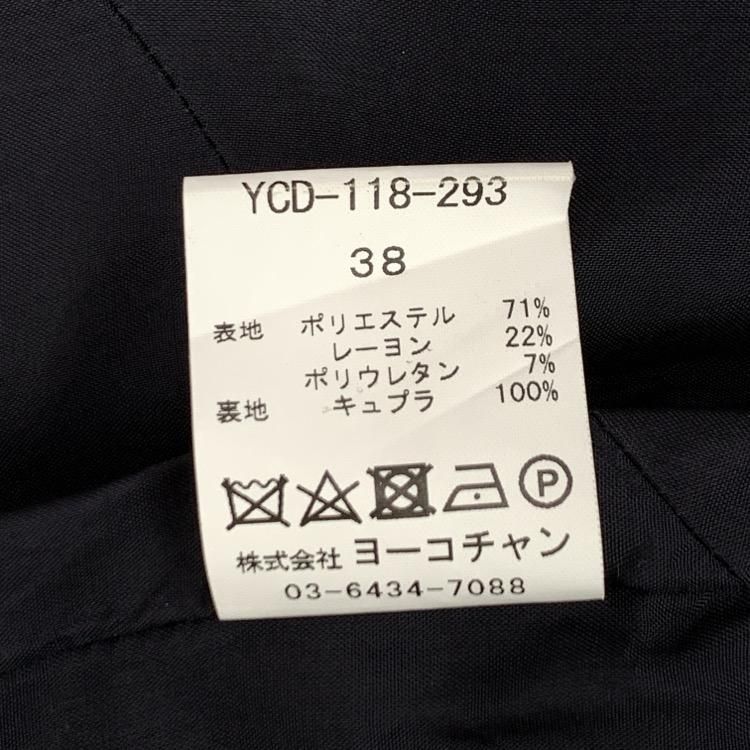 YCD-118-293
38
表地 ポリエステル 71%
レーヨン 22%
ポリウレタン 7%
裏地 キュプラ 100%
P
株式会社 ヨーコチャン
03-6434-7088